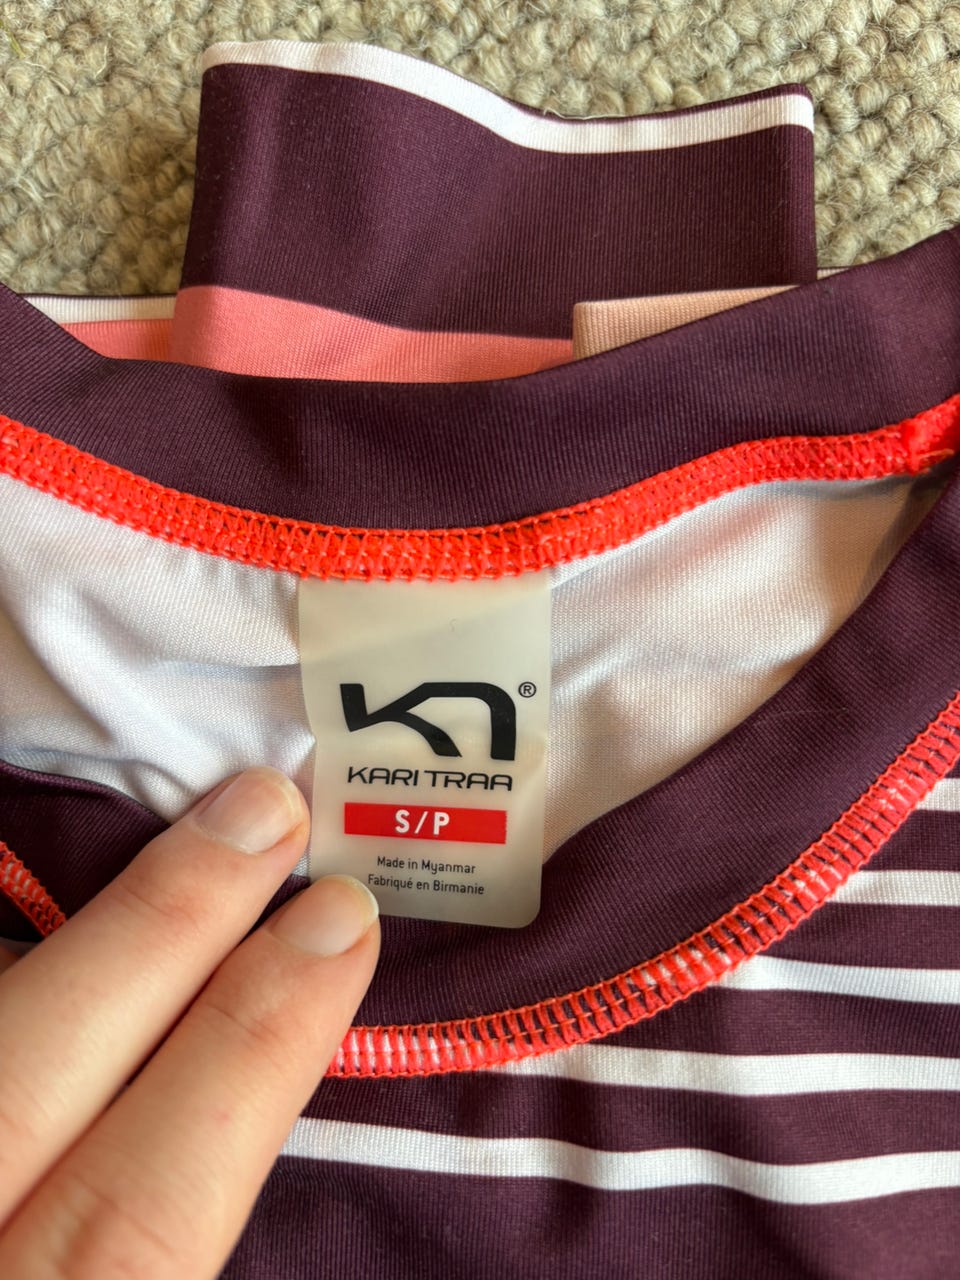 ®
KARI TRAA
S/P
Made in Myanmar
Fabriqué en Birmanie